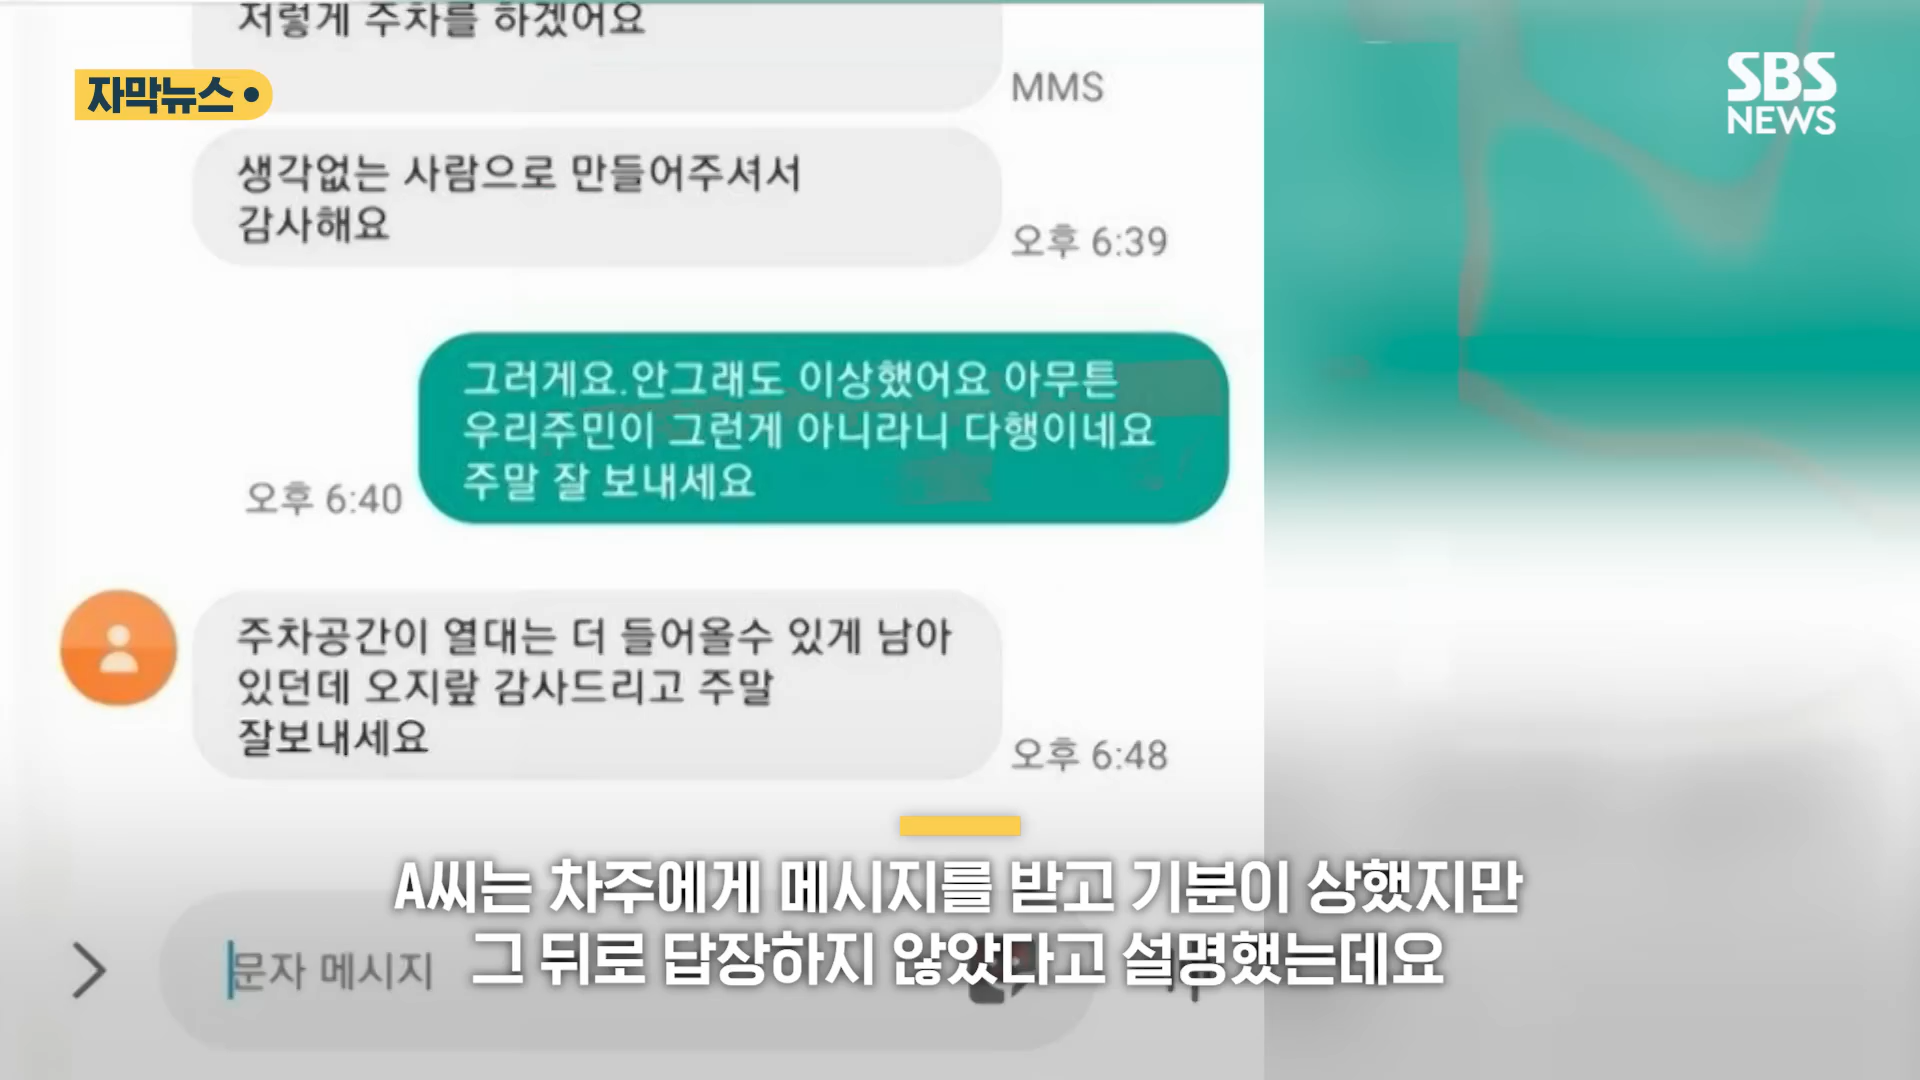 저렇게 주차를 하겠어요
MMS
자막뉴스
SBS
NEWS
생각없는 사람으로 만들어주셔서
감사해요
오후 6:39
그러게요.안그래도 이상했어요 아무튼
우리주민이 그런게 아니라니 다행이네요
주말 잘 보내세요
오후 6:40
주차공간이 열대는 더 들어올수 있게 남아
있던데 오지랖 감사드리고 주말
잘보내세요
오후 6:48
A씨는 차주에게 메시지를 받고 기분이 상했지만
그 뒤로 답장하지 않았다고 설명했는데요
문자 메시지